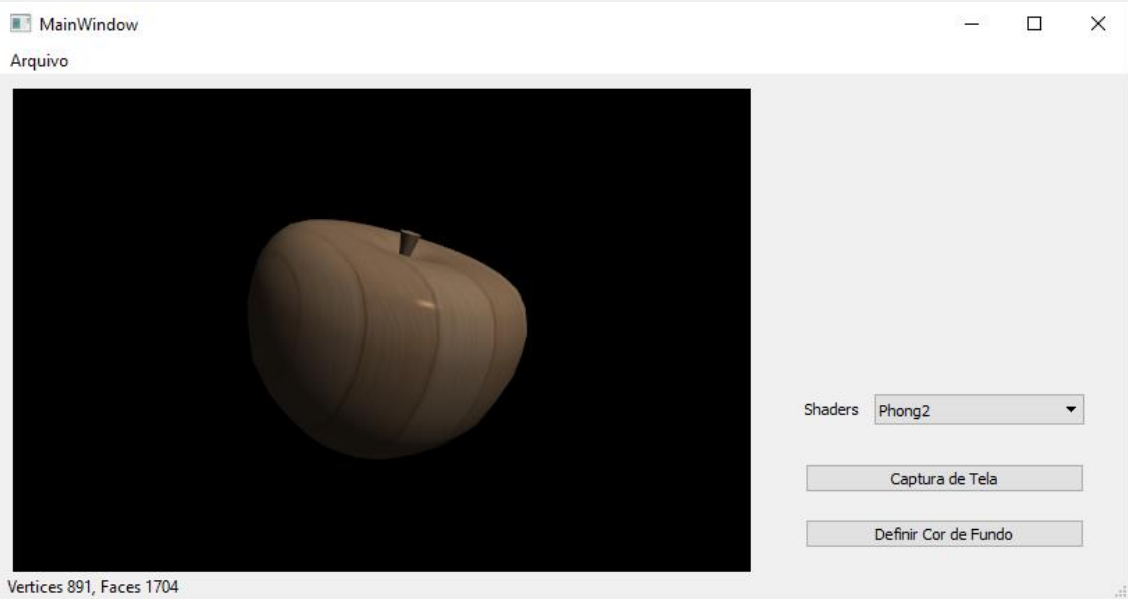 MainWindow
Arquivo
Shaders
Phong2
Captura de Tela
Definir Cor de Fundo
Vertices 891, Faces 1704